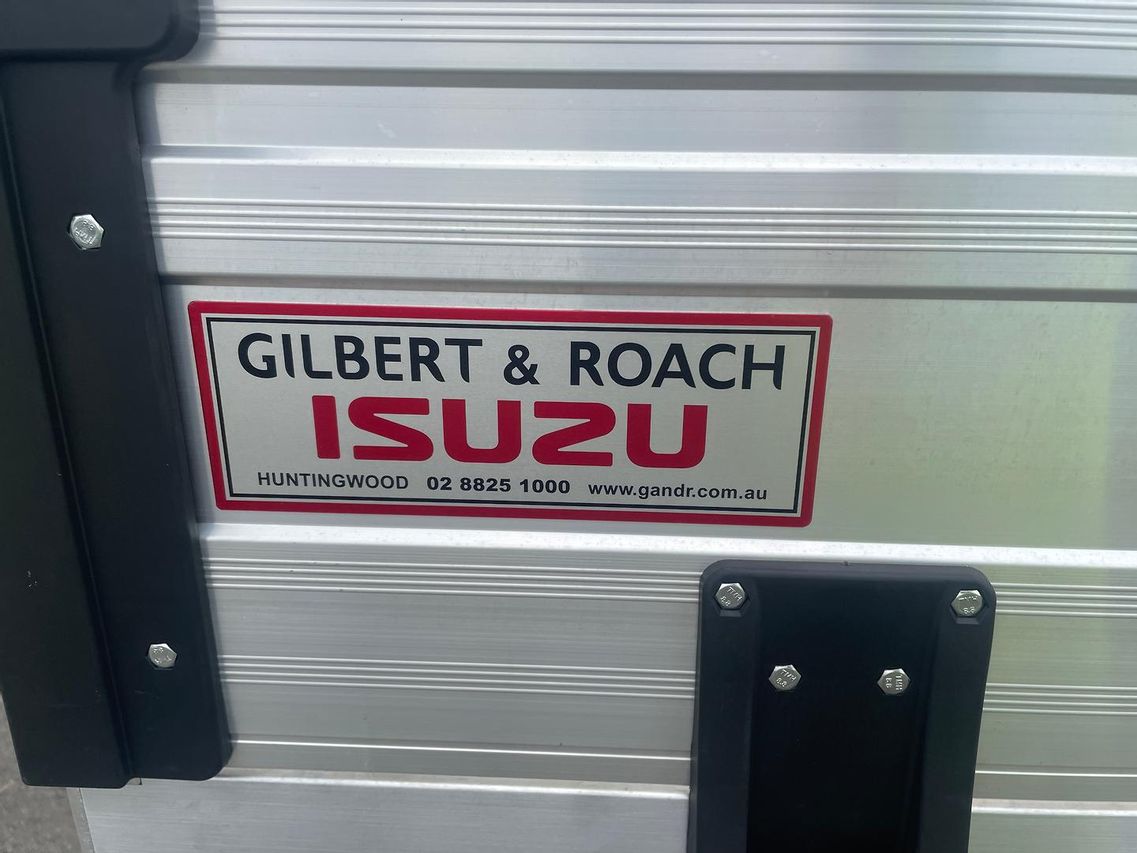 GILBERT & ROACH
ISUZU
HUNTINGWOOD 02 8825 1000 www.gandr.com.au